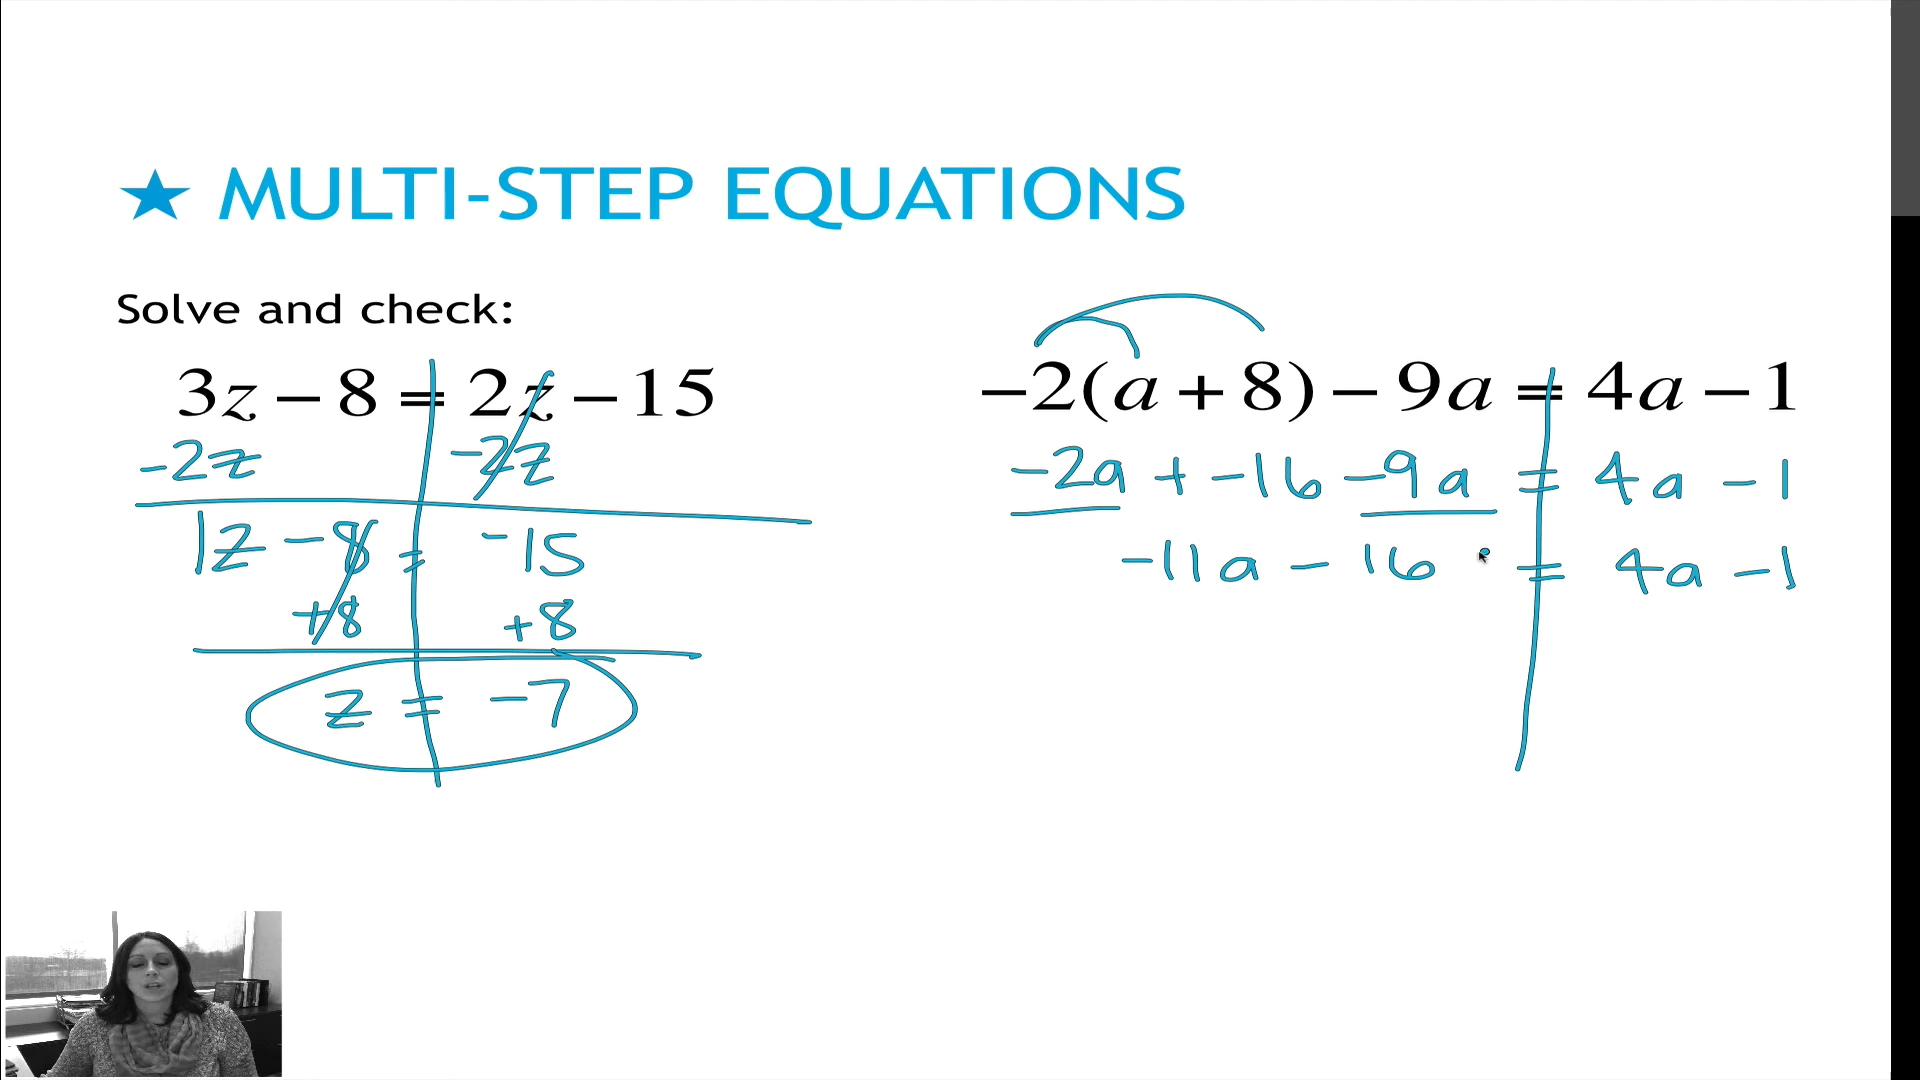 ★ MULTI-STEP EQUATIONS
Solve and check:
3z – 8 = 2z – 15
-2z -2z
1z - 8 = -15
+8 +8
z = -7
–2(a + 8) – 9a = 4a – 1
-2a + -16 - 9a = 4a - 1
-11a - 16 = 4a - 1